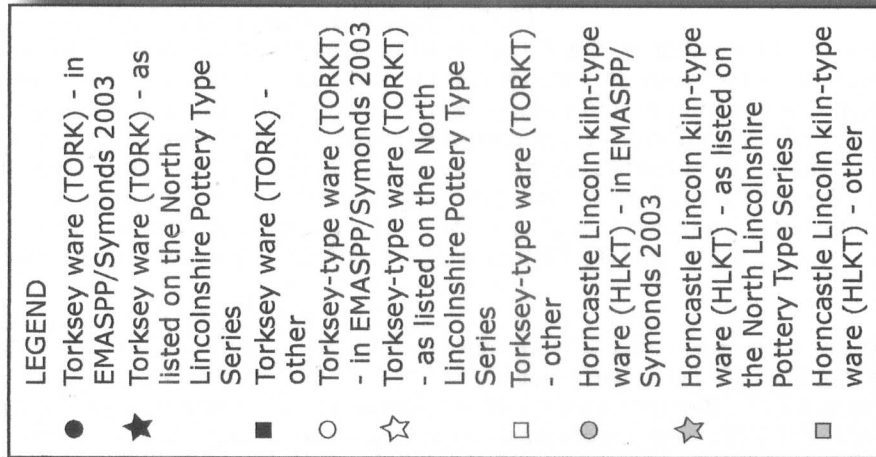 LEGEND
Torksey ware (TORK) - in
EMASPP/Symonds 2003
Torksey ware (TORK) - as
listed on the North
Lincolnshire Pottery Type
Series
Torksey ware (TORK) -
other
Torksey-type ware (TORKT)
- in EMASPP/Symonds 2003
Torksey-type ware (TORKT)
- as listed on the North
Lincolnshire Pottery Type
Series
Torksey-type ware (TORKT)
- other
Horncastle Lincoln kiln-type
ware (HLKT) - in EMASPP/
Symonds 2003
Horncastle Lincoln kiln-type
ware (HLKT) - as listed on
the North Lincolnshire
Pottery Type Series
Horncastle Lincoln kiln-type
ware (HLKT) - other